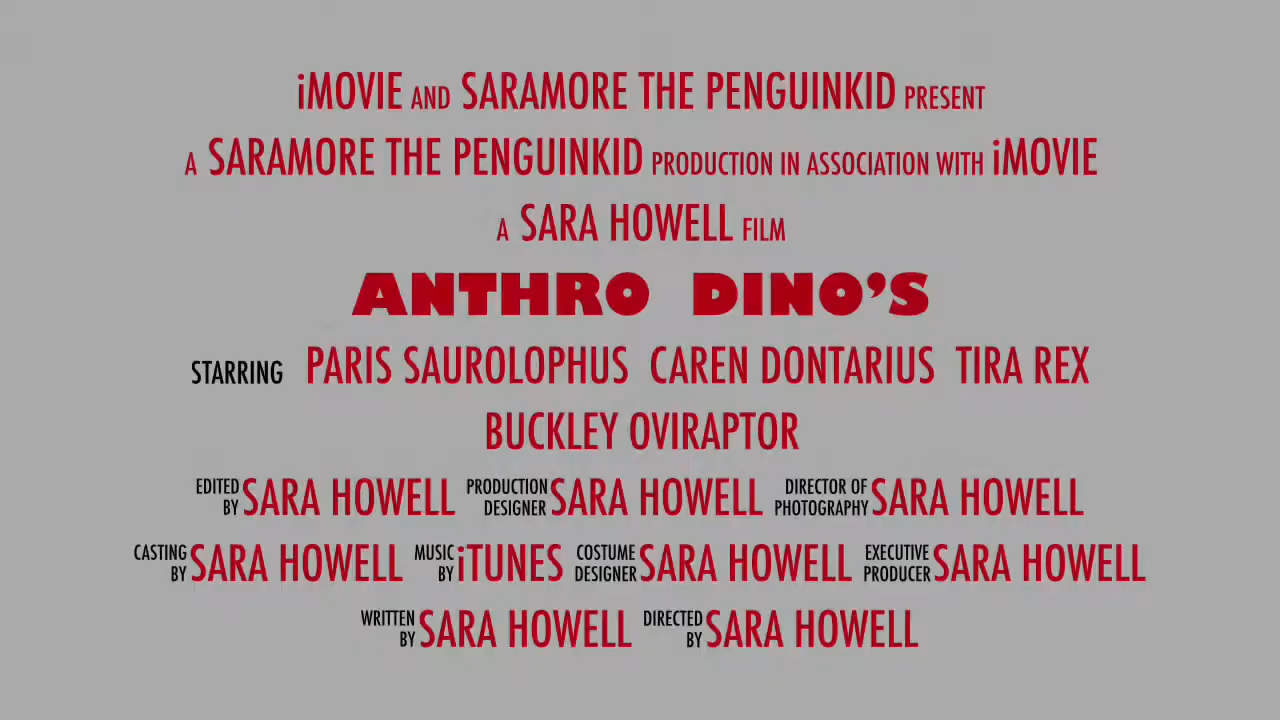 iMOVIE AND SARAMORE THE PENGUINKID PRESENT
A SARAMORE THE PENGUINKID PRODUCTION IN ASSOCIATION WITH iMOVIE
A SARA HOWELL FILM
ANTHRO DINO'S
STARRING PARIS SAUROLOPHUS CAREN DONTARIUS TIRA REX
BUCKLEY OVIRAPTOR
EDITED BY SARA HOWELL PRODUCTION DESIGNER SARA HOWELL DIRECTOR OF PHOTOGRAPHY SARA HOWELL
CASTING BY SARA HOWELL MUSIC BY iTUNES COSTUME DESIGNER SARA HOWELL EXECUTIVE PRODUCER SARA HOWELL
WRITTEN BY SARA HOWELL DIRECTED BY SARA HOWELL